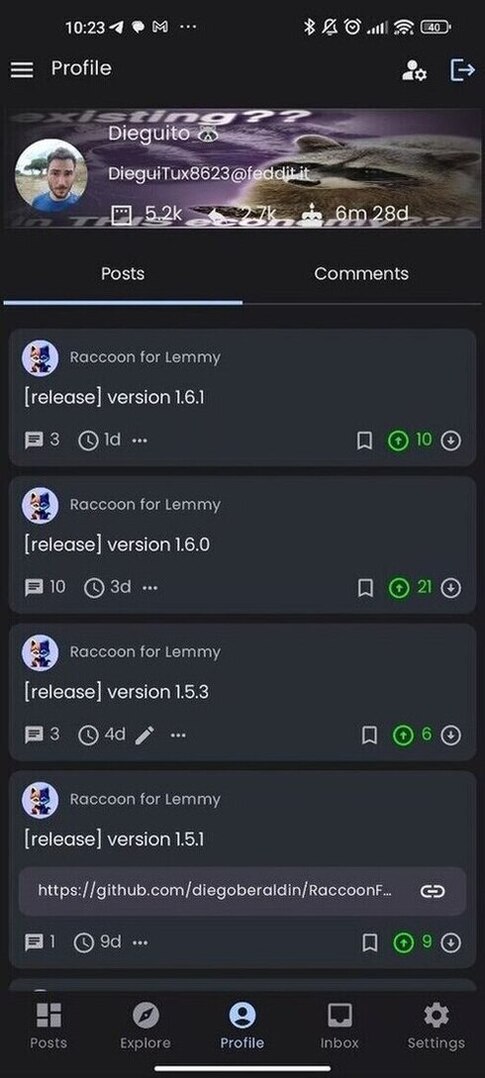 10:23
40
Profile
existing??
Dieguito 🦝
DieguiTux8623@feddit.it
5.2k 2.7k 6m 28d
in THIS economy???
Posts Comments
Raccoon for Lemmy
[release] version 1.6.1
3 1d ••• 10
Raccoon for Lemmy
[release] version 1.6.0
10 3d ••• 21
Raccoon for Lemmy
[release] version 1.5.3
3 4d ••• 6
Raccoon for Lemmy
[release] version 1.5.1
https://github.com/diegoberaldin/RaccoonF...
1 9d ••• 9
Posts Explore Profile Inbox Settings